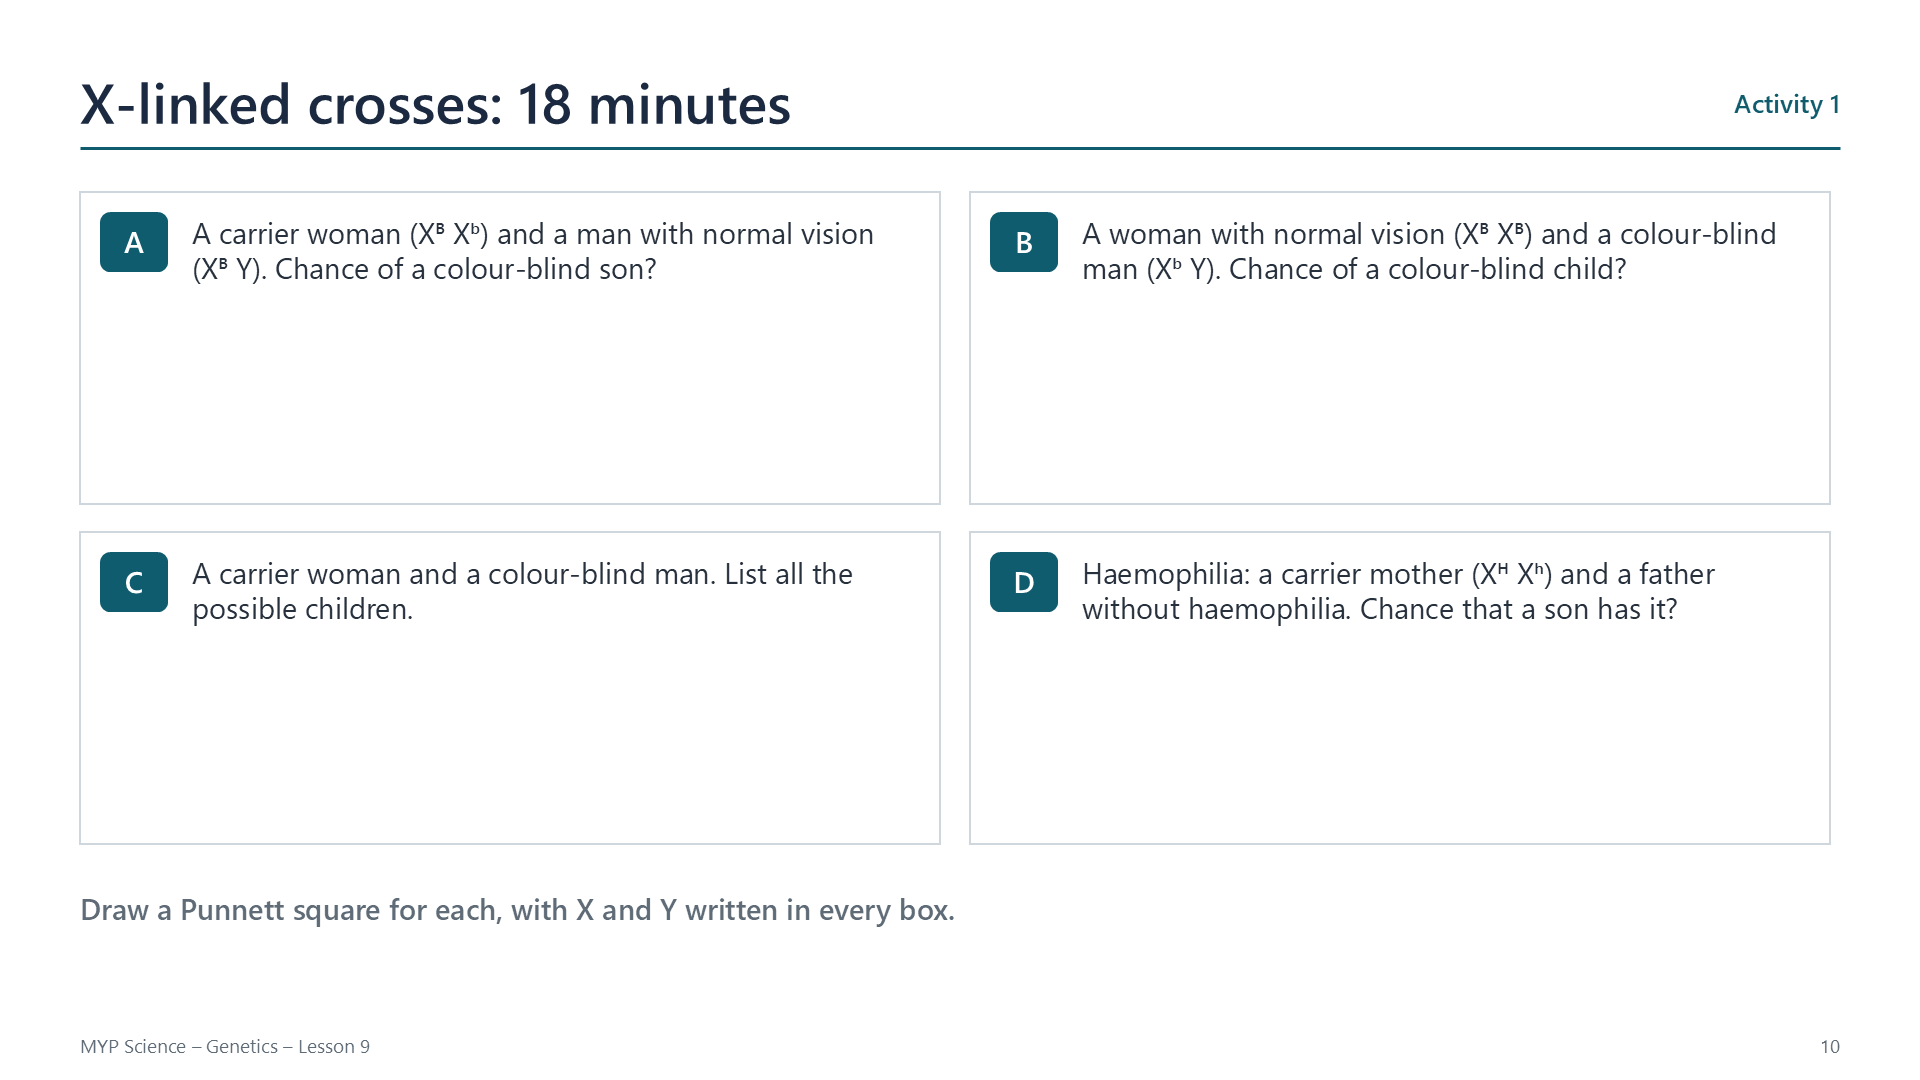 X-linked crosses: 18 minutes
Activity 1
A
A carrier woman (Xᴮ Xᵇ) and a man with normal vision
(Xᴮ Y). Chance of a colour-blind son?
B
A woman with normal vision (Xᴮ Xᴮ) and a colour-blind
man (Xᵇ Y). Chance of a colour-blind child?
C
A carrier woman and a colour-blind man. List all the
possible children.
D
Haemophilia: a carrier mother (Xᴴ Xʰ) and a father
without haemophilia. Chance that a son has it?
Draw a Punnett square for each, with X and Y written in every box.
MYP Science – Genetics – Lesson 9
10